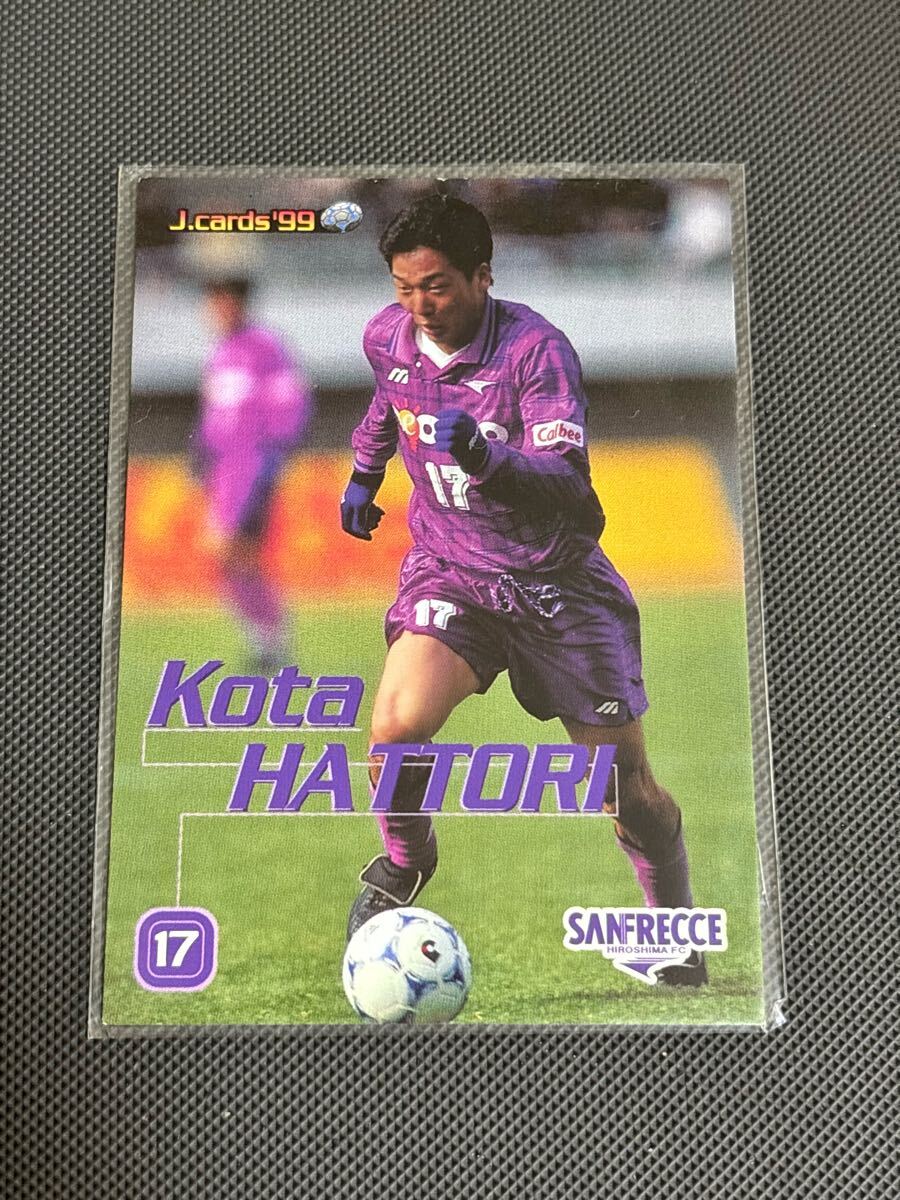 J.cards'99
Calbee
17
17
Kota
HATTORI
17
SANFRECCE
HIROSHIMA FC